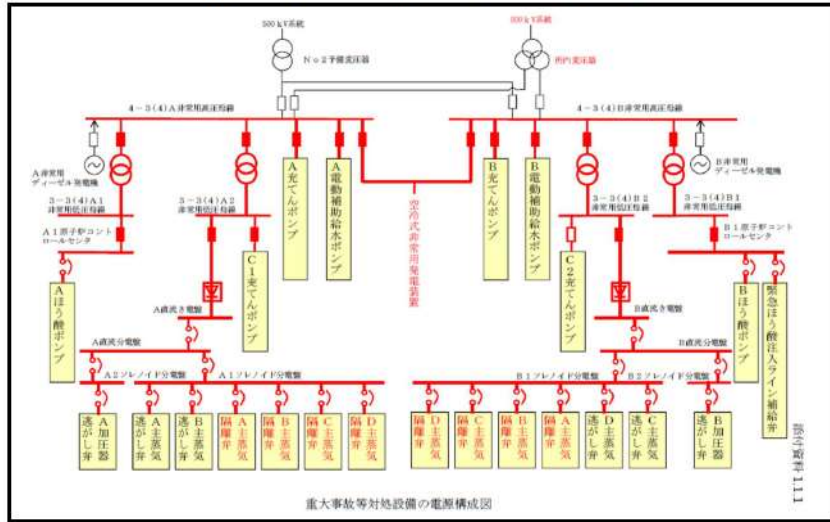 500kV系統
500kV系統
No2予備変圧器
所内変圧器
4－3(4)A非常用高圧母線
4－3(4)B非常用高圧母線
A非常用
ディーゼル発電機
B非常用
ディーゼル発電機
3－3(4)A1
非常用低圧母線
3－3(4)A2
非常用低圧母線
3－3(4)B2
非常用低圧母線
3－3(4)B1
非常用低圧母線
A1原子炉コント
ロールセンタ
B1原子炉コント
ロールセンタ
A充てんポンプ
A電動補助給水ポンプ
空冷式非常用発電装置
B充てんポンプ
B電動補助給水ポンプ
Aほう酸ポンプ
C1充てんポンプ
C2充てんポンプ
Bほう酸ポンプ
緊急ほう酸注入ライン補給弁
A直流き電盤
B直流き電盤
A直流分電盤
B直流分電盤
A2ソレノイド分電盤
A1ソレノイド分電盤
B1ソレノイド分電盤
B2ソレノイド分電盤
A加圧器
逃がし弁
A主蒸気
逃がし弁
B主蒸気
逃がし弁
A主蒸気
隔離弁
B主蒸気
隔離弁
C主蒸気
隔離弁
D主蒸気
隔離弁
D主蒸気
隔離弁
C主蒸気
隔離弁
B主蒸気
隔離弁
A主蒸気
隔離弁
D主蒸気
逃がし弁
C主蒸気
逃がし弁
B加圧器
逃がし弁
添付資料1.1.1
重大事故等対処設備の電源構成図